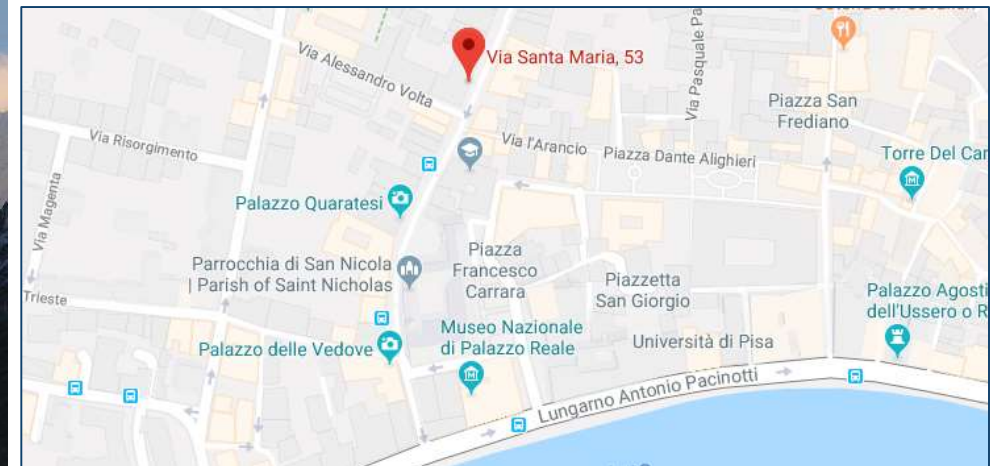 Via Santa Maria, 53
Via Alessandro Volta
Via Pasquale Pa
Piazza San
Frediano
Via Risorgimento
Via l'Arancio
Piazza Dante Alighieri
Torre Del Car
Palazzo Quaratesi
Via Magenta
Parrocchia di San Nicola
| Parish of Saint Nicholas
Piazza
Francesco
Carrara
Piazzetta
San Giorgio
Trieste
Palazzo Agosti
dell'Ussero o R
Museo Nazionale
di Palazzo Reale
Università di Pisa
Palazzo delle Vedove
Lungarno Antonio Pacinotti